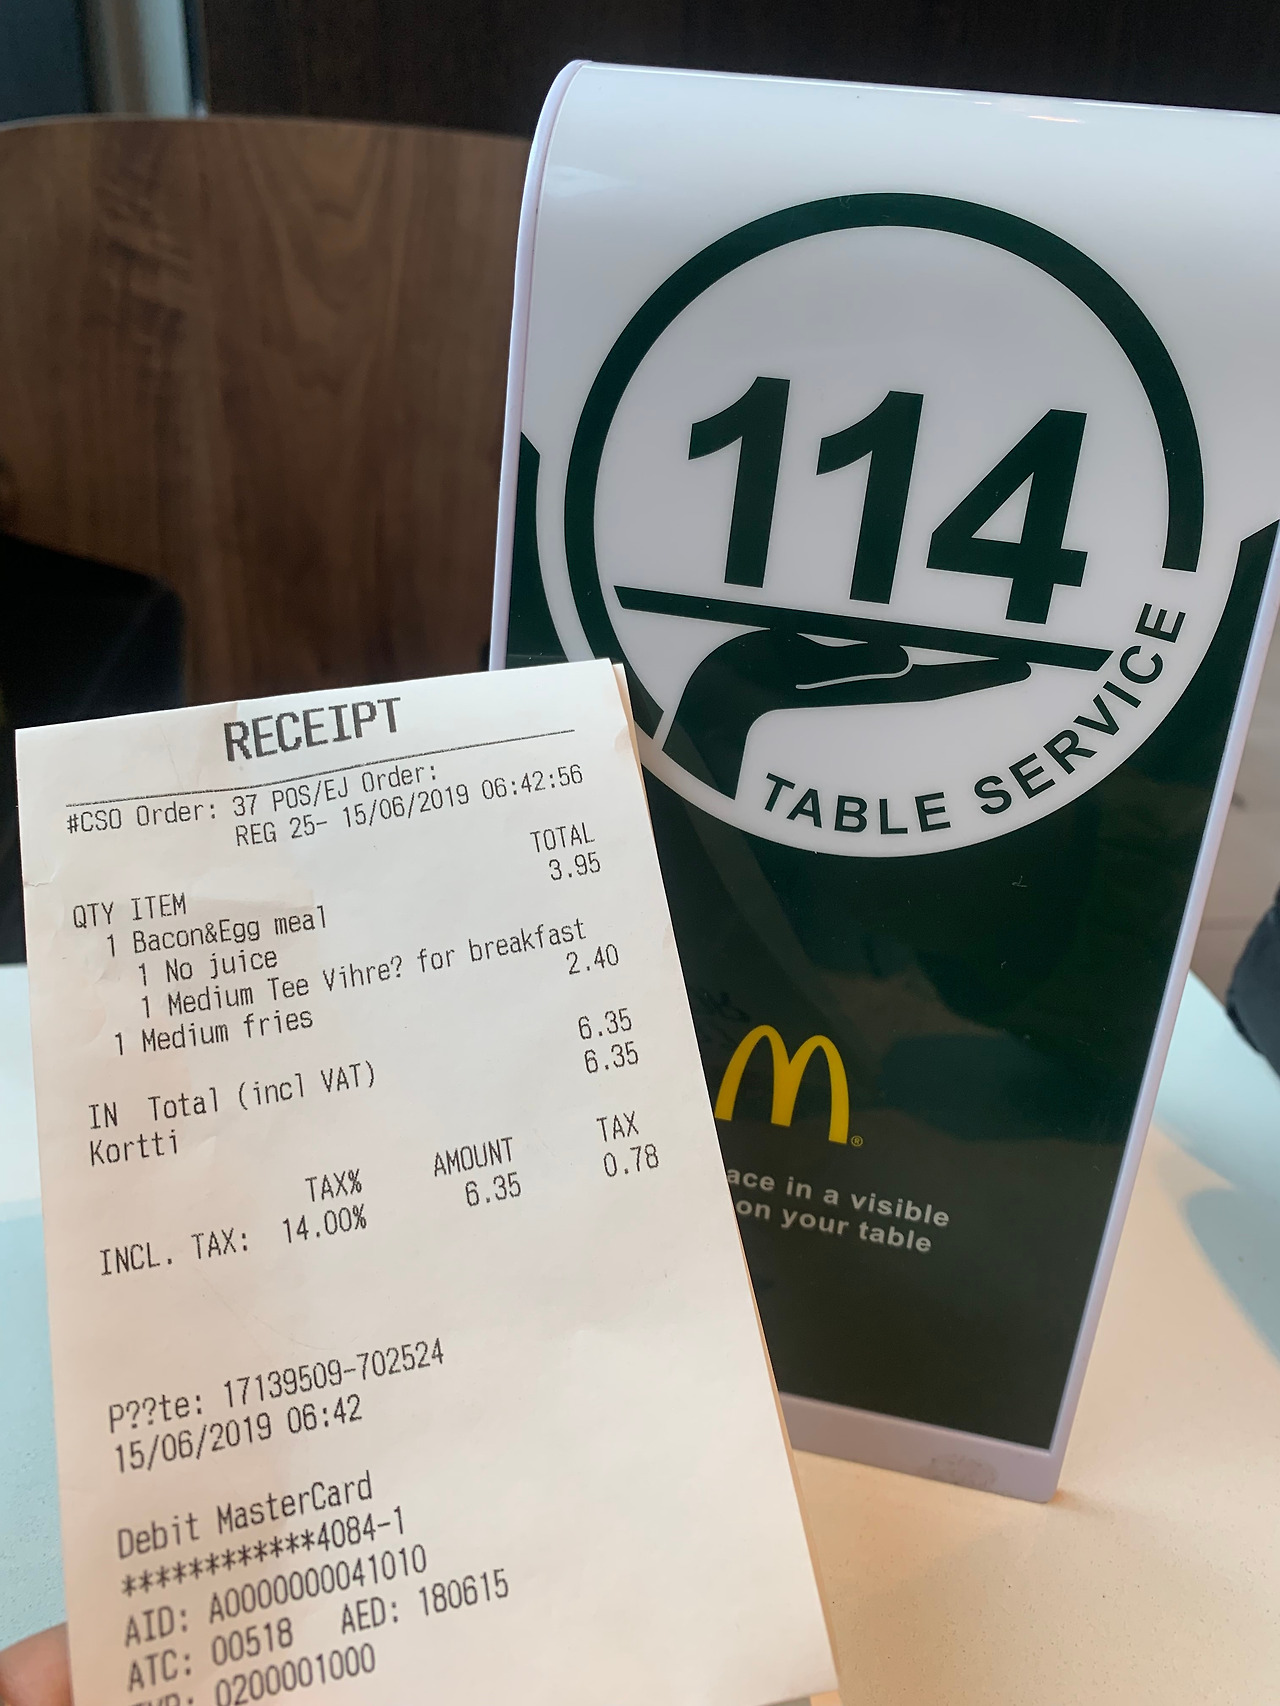 RECEIPT
#CSO Order: 37 POS/EJ Order:
REG 25- 15/06/2019 06:42:56
QTY ITEM TOTAL
1 Bacon&Egg meal 3.95
1 No juice
1 Medium Tee Vihre? for breakfast
1 Medium fries 2.40
IN Total (incl VAT) 6.35
Kortti 6.35
TAX% AMOUNT TAX
INCL. TAX: 14.00% 6.35 0.78
P??te: 17139509-702524
15/06/2019 06:42
Debit MasterCard
************4084-1
AID: A0000000041010
ATC: 00518 AED: 180615
0200001000
114
TABLE SERVICE
M®
ace in a visible
on your table